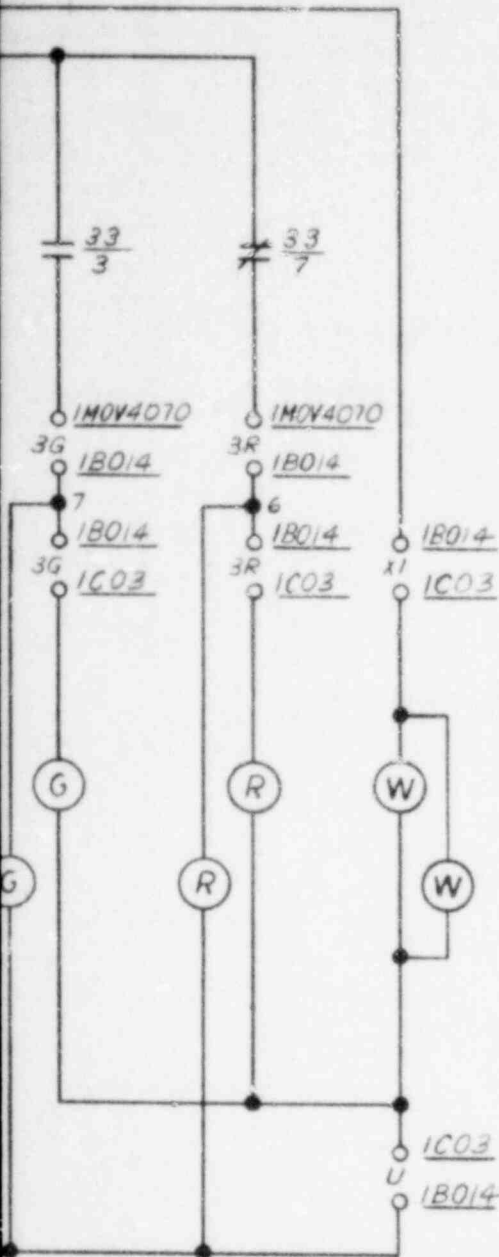 33 33
3 7
1MOV4070 1MOV4070
3G 3R
1B014 1B014
7 6
1B014 1B014 1B014
3G 3R X1
1C03 1C03 1C03
G R W
G R W
1C03
U
1B014